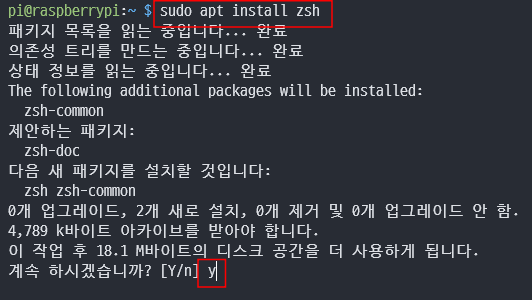 pi@raspberrypi:~ $ sudo apt install zsh
패키지 목록을 읽는 중입니다... 완료
의존성 트리를 만드는 중입니다... 완료
상태 정보를 읽는 중입니다... 완료
The following additional packages will be installed:
  zsh-common
제안하는 패키지:
  zsh-doc
다음 새 패키지를 설치할 것입니다:
  zsh zsh-common
0개 업그레이드, 2개 새로 설치, 0개 제거 및 0개 업그레이드 안 함.
4,789 k바이트 아카이브를 받아야 합니다.
이 작업 후 18.1 M바이트의 디스크 공간을 더 사용하게 됩니다.
계속 하시겠습니까? [Y/n] y